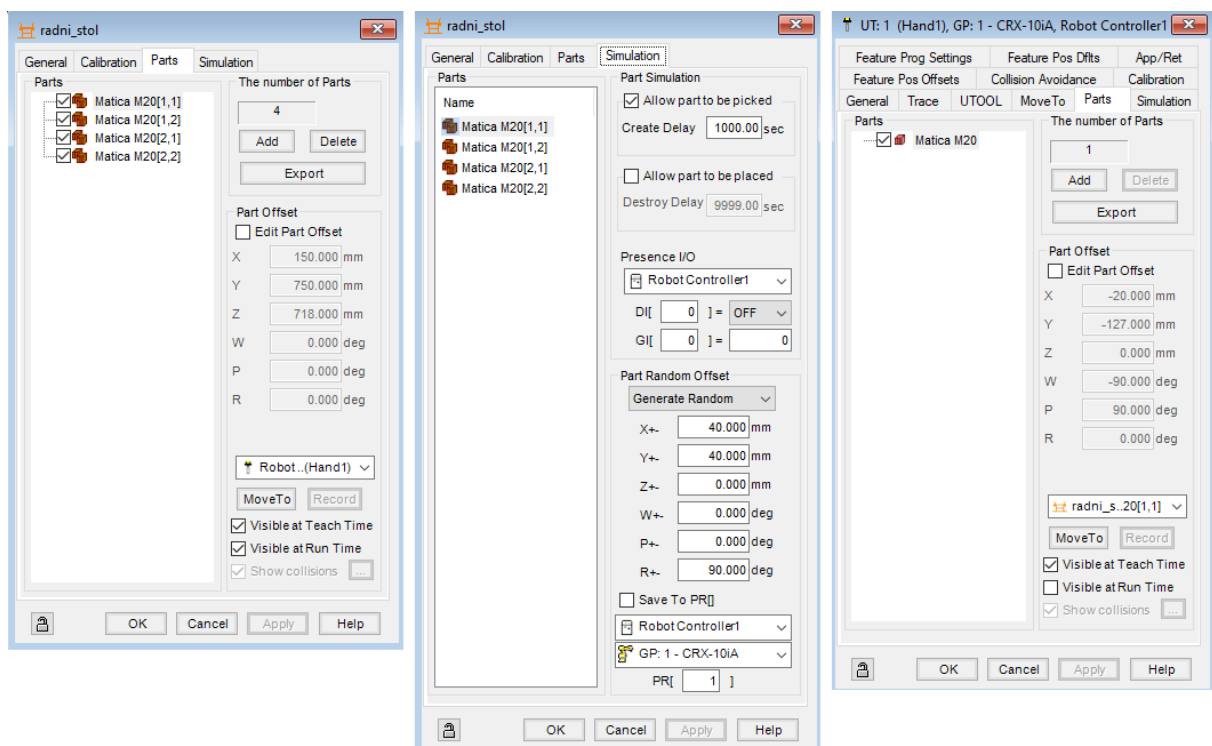 radni_stol
General Calibration Parts Simulation
Parts
Matica M20[1,1]
Matica M20[1,2]
Matica M20[2,1]
Matica M20[2,2]
The number of Parts
4
Add Delete
Export
Part Offset
Edit Part Offset
X 150.000 mm
Y 750.000 mm
Z 718.000 mm
W 0.000 deg
P 0.000 deg
R 0.000 deg
Robot..(Hand1)
MoveTo Record
Visible at Teach Time
Visible at Run Time
Show collisions ...
OK Cancel Apply Help
radni_stol
General Calibration Parts Simulation
Parts
Name
Matica M20[1,1]
Matica M20[1,2]
Matica M20[2,1]
Matica M20[2,2]
Part Simulation
Allow part to be picked
Create Delay 1000.00 sec
Allow part to be placed
Destroy Delay 9999.00 sec
Presence I/O
Robot Controller1
DI[ 0 ] = OFF
GI[ 0 ] = 0
Part Random Offset
Generate Random
X+- 40.000 mm
Y+- 40.000 mm
Z+- 0.000 mm
W+- 0.000 deg
P+- 0.000 deg
R+- 90.000 deg
Save To PR[]
Robot Controller1
GP: 1 - CRX-10iA
PR[ 1 ]
OK Cancel Apply Help
UT: 1 (Hand1), GP: 1 - CRX-10iA, Robot Controller1
Feature Prog Settings Feature Pos Dflts App/Ret
Feature Pos Offsets Collision Avoidance Calibration
General Trace UTOOL MoveTo Parts Simulation
Parts
Matica M20
The number of Parts
1
Add Delete
Export
Part Offset
Edit Part Offset
X -20.000 mm
Y -127.000 mm
Z 0.000 mm
W -90.000 deg
P 90.000 deg
R 0.000 deg
radni_s..20[1,1]
MoveTo Record
Visible at Teach Time
Visible at Run Time
Show collisions ...
OK Cancel Apply Help